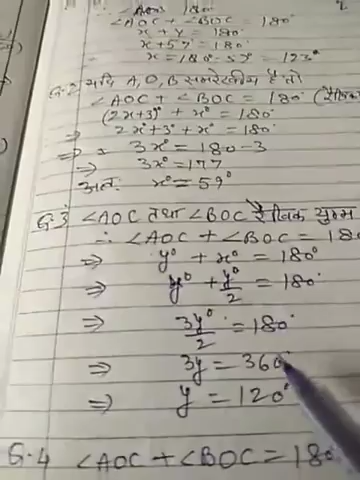 ∠AOC + ∠BOC = 180°
x + y = 180°
x + 57 = 180°
x = 180° - 57° = 123°
Q.2 यदि A, O, B समरेखीय हैं तो
∠AOC + ∠BOC = 180°
(2x+3)° + x° = 180°
⇒ 2x° + 3° + x° = 180°
⇒ 3x° = 180 - 3
⇒ 3x° = 177
अतः x° = 59°
Q.3 ∠AOC तथा ∠BOC रैखिक युग्म
∴ ∠AOC + ∠BOC = 180
⇒ y° + x° = 180°
⇒ y° + y°/2 = 180°
⇒ 3y°/2 = 180°
⇒ 3y = 360°
⇒ y = 120°
Q.4 ∠AOC + ∠BOC = 180